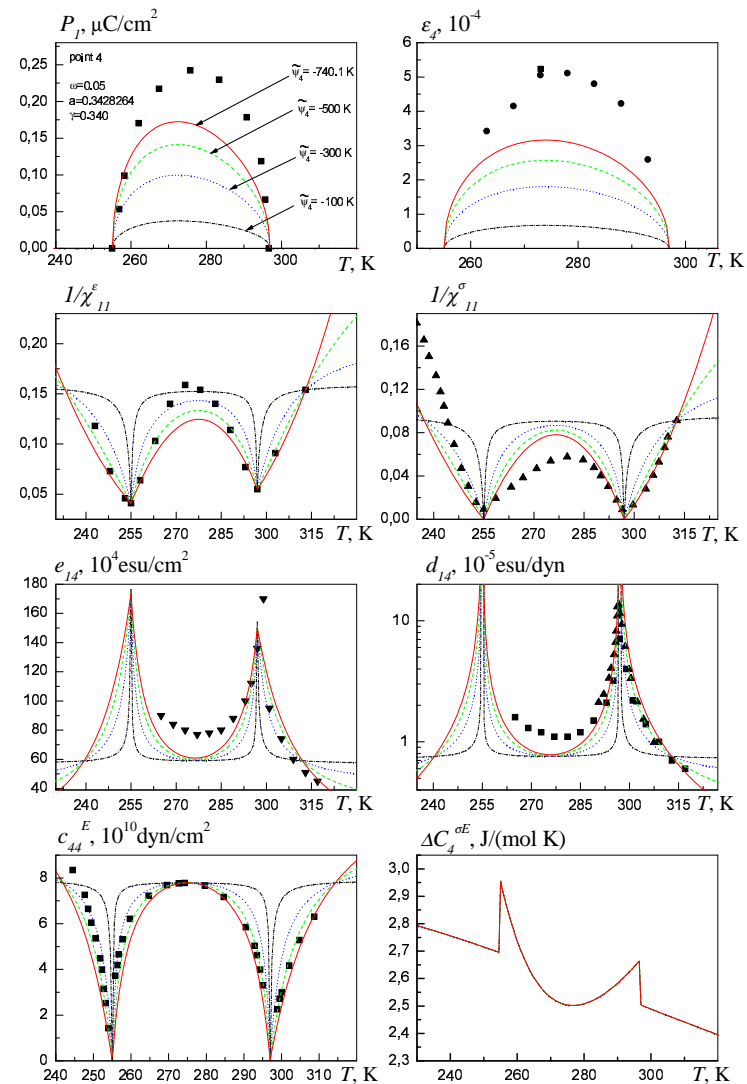 P1, μC/cm²
0,25
0,20
0,15
0,10
0,05
0,00
point 4
ω=0.05
a=0.3428264
γ=0.340
ψ̃4= -740.1 K
ψ̃4= -500 K
ψ̃4= -300 K
ψ̃4= -100 K
240 260 280 300
T, K
ε4, 10⁻⁴
6
5
4
3
2
1
0
240 260 280 300
T, K
1/χ11^ε
0,20
0,15
0,10
0,05
240 255 270 285 300 315
T, K
1/χ11^σ
0,16
0,12
0,08
0,04
0,00
240 255 270 285 300 315
T, K
e14, 10⁴esu/cm²
180
160
140
120
100
80
60
40
240 255 270 285 300 315
T, K
d14, 10⁻⁵esu/dyn
10
1
240 255 270 285 300 315
T, K
c44^E, 10¹⁰dyn/cm²
8
6
4
2
0
240 250 260 270 280 290 300 310
T, K
ΔC4^σE, J/(mol K)
3,0
2,9
2,8
2,7
2,6
2,5
2,4
2,3
240 260 280 300 320
T, K